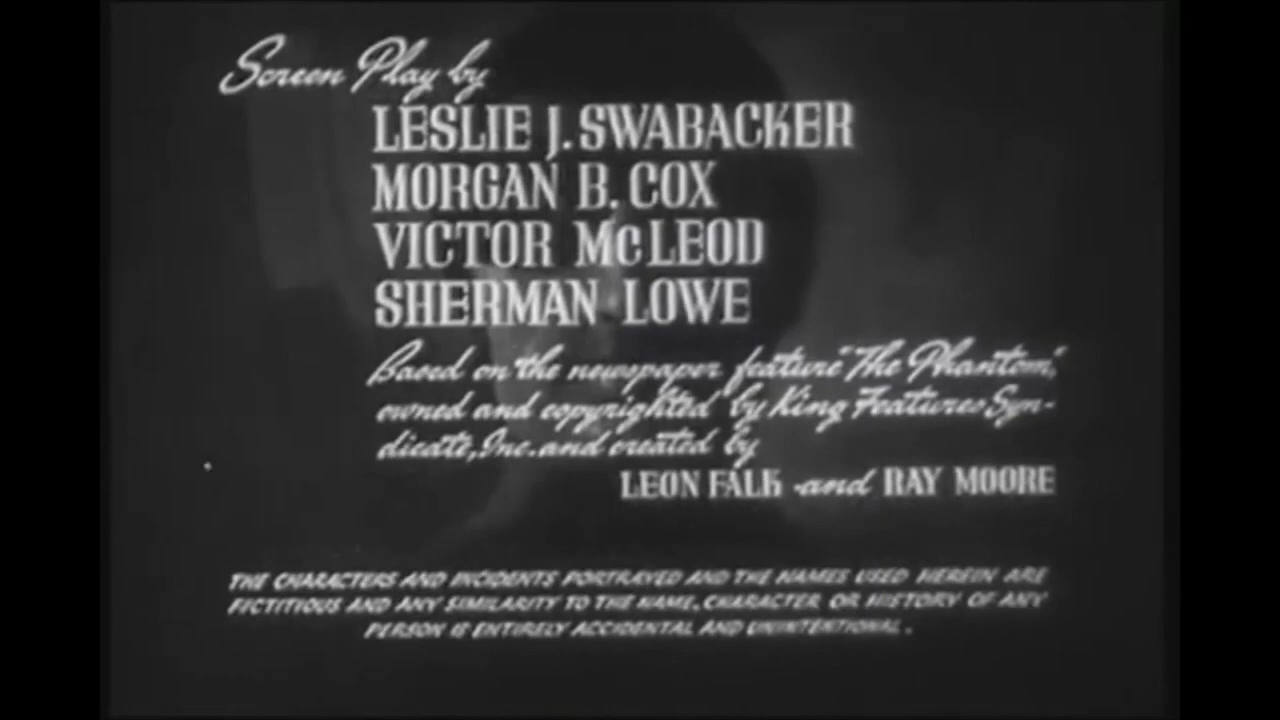 Screen Play by
LESLIE J. SWABACKER
MORGAN B. COX
VICTOR McLEOD
SHERMAN LOWE
Based on the newspaper feature "The Phantom",
owned and copyrighted by King Features Syn-
dicate, Inc. and created by
LEON FALK and RAY MOORE
THE CHARACTERS AND INCIDENTS PORTRAYED AND THE NAMES USED HEREIN ARE
FICTITIOUS AND ANY SIMILARITY TO THE NAME, CHARACTER OR HISTORY OF ANY
PERSON IS ENTIRELY ACCIDENTAL AND UNINTENTIONAL.